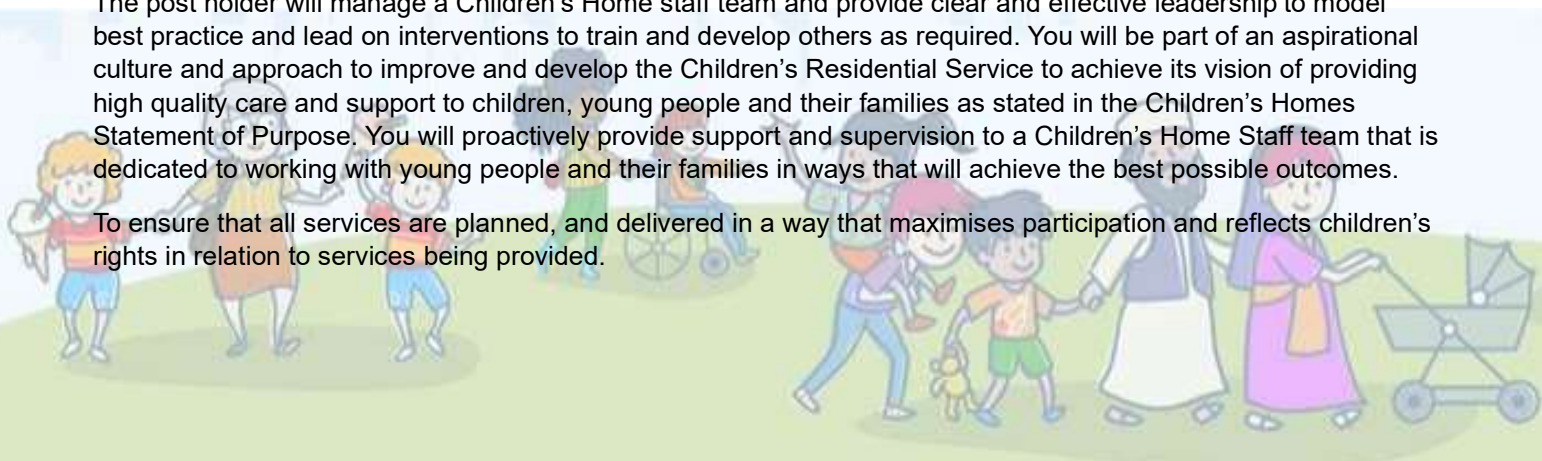 The post holder will manage a Children's Home staff team and provide clear and effective leadership to model
best practice and lead on interventions to train and develop others as required. You will be part of an aspirational
culture and approach to improve and develop the Children's Residential Service to achieve its vision of providing
high quality care and support to children, young people and their families as stated in the Children's Homes
Statement of Purpose. You will proactively provide support and supervision to a Children's Home Staff team that is
dedicated to working with young people and their families in ways that will achieve the best possible outcomes.
To ensure that all services are planned, and delivered in a way that maximises participation and reflects children's
rights in relation to services being provided.